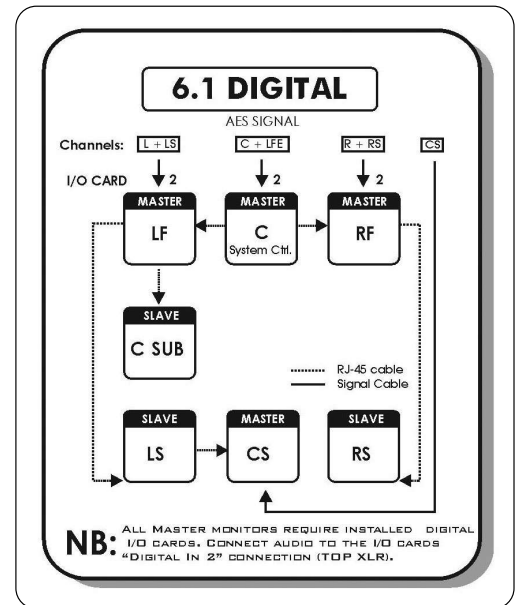 6.1 DIGITAL
AES SIGNAL
Channels: L + LS C + LFE R + RS CS
I/O CARD 2 2 2
MASTER MASTER MASTER
LF C RF
System Ctrl.
SLAVE
C SUB
RJ-45 cable
Signal Cable
SLAVE MASTER SLAVE
LS CS RS
NB: ALL MASTER MONITORS REQUIRE INSTALLED DIGITAL
I/O CARDS. CONNECT AUDIO TO THE I/O CARDS
"DIGITAL IN 2" CONNECTION (TOP XLR).